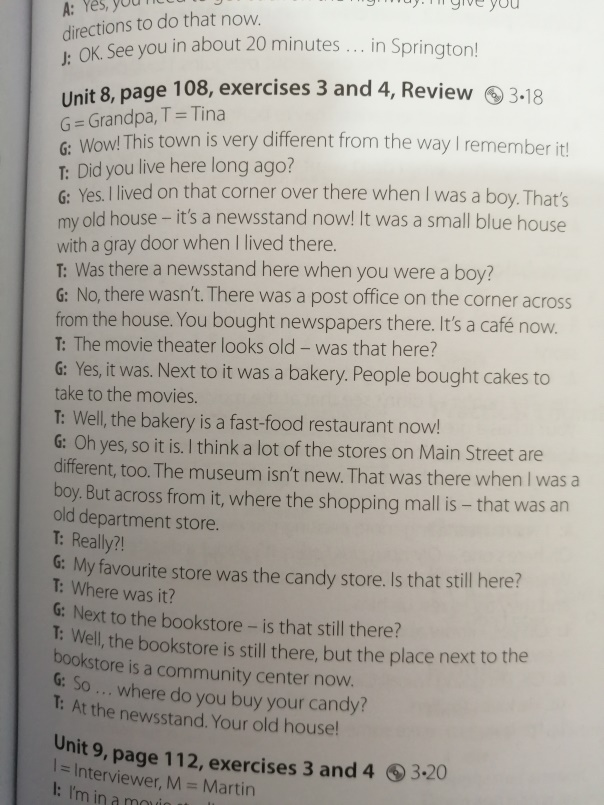 A: Yes, you need to get
give you
directions to do that now.
J: OK. See you in about 20 minutes … in Springton!
Unit 8, page 108, exercises 3 and 4, Review 3•18
G = Grandpa, T = Tina
G: Wow! This town is very different from the way I remember it!
T: Did you live here long ago?
G: Yes. I lived on that corner over there when I was a boy. That's
my old house – it's a newsstand now! It was a small blue house
with a gray door when I lived there.
T: Was there a newsstand here when you were a boy?
G: No, there wasn't. There was a post office on the corner across
from the house. You bought newspapers there. It's a café now.
T: The movie theater looks old – was that here?
G: Yes, it was. Next to it was a bakery. People bought cakes to
take to the movies.
T: Well, the bakery is a fast-food restaurant now!
G: Oh yes, so it is. I think a lot of the stores on Main Street are
different, too. The museum isn't new. That was there when I was a
boy. But across from it, where the shopping mall is – that was an
old department store.
T: Really?!
G: My favourite store was the candy store. Is that still here?
T: Where was it?
G: Next to the bookstore – is that still there?
T: Well, the bookstore is still there, but the place next to the
bookstore is a community center now.
G: So … where do you buy your candy?
T: At the newsstand. Your old house!
Unit 9, page 112, exercises 3 and 4 3•20
I = Interviewer, M = Martin
I: I'm in a movie